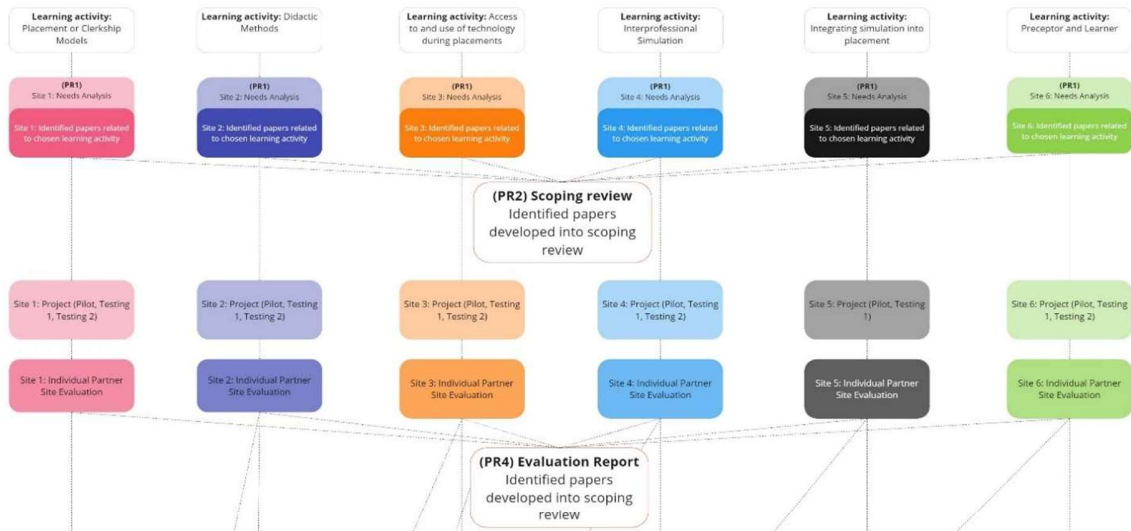 Learning activity:
Placement or Clerkship
Models
Learning activity: Didactic
Methods
Learning activity: Access
to and use of technology
during placements
Learning activity:
Interprofessional
Simulation
Learning activity:
Integrating simulation into
placement
Learning activity:
Preceptor and Learner
(PR1)
Site 1: Needs Analysis
Site 1: Identified papers related
to chosen learning activity
(PR1)
Site 2: Needs Analysis
Site 2: Identified papers related
to chosen learning activity
(PR1)
Site 3: Needs Analysis
Site 3: Identified papers related
to chosen learning activity
(PR1)
Site 4: Needs Analysis
Site 4: Identified papers related
to chosen learning activity
(PR1)
Site 5: Needs Analysis
Site 5: Identified papers related
to chosen learning activity
(PR1)
Site 6: Needs Analysis
Site 6: Identified papers related
to chosen learning activity
(PR2) Scoping review
Identified papers
developed into scoping
review
Site 1: Project (Pilot, Testing
1, Testing 2)
Site 2: Project (Pilot, Testing
1, Testing 2)
Site 3: Project (Pilot, Testing
1, Testing 2)
Site 4: Project (Pilot, Testing
1, Testing 2)
Site 5: Project (Pilot, Testing
1)
Site 6: Project (Pilot, Testing
1, Testing 2)
Site 1: Individual Partner
Site Evaluation
Site 2: Individual Partner
Site Evaluation
Site 3: Individual Partner
Site Evaluation
Site 4: Individual Partner
Site Evaluation
Site 5: Individual Partner
Site Evaluation
Site 6: Individual Partner
Site Evaluation
(PR4) Evaluation Report
Identified papers
developed into scoping
review